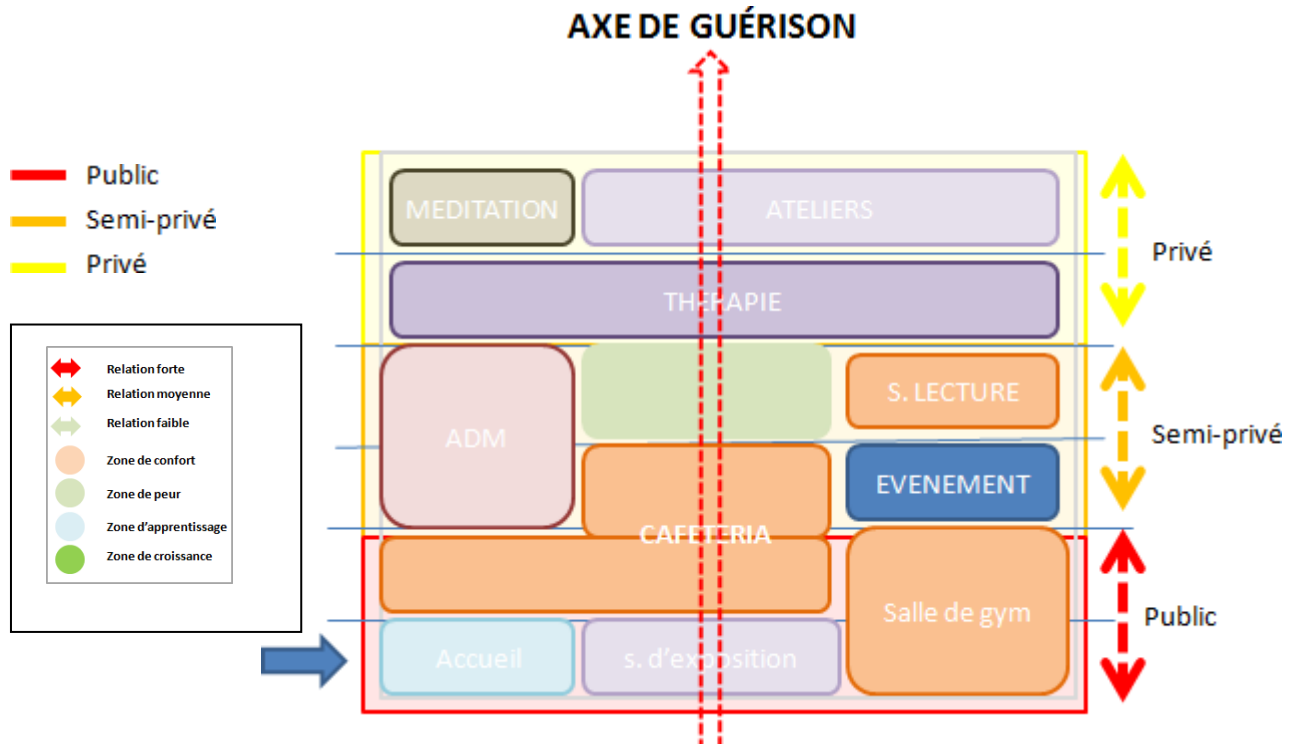 AXE DE GUÉRISON
Public
Semi-privé
Privé
Relation forte
Relation moyenne
Relation faible
Zone de confort
Zone de peur
Zone d'apprentissage
Zone de croissance
MEDITATION
ATELIERS
THERAPIE
ADM
S. LECTURE
EVENEMENT
CAFETERIA
Salle de gym
Accueil
s. d'exposition
Privé
Semi-privé
Public